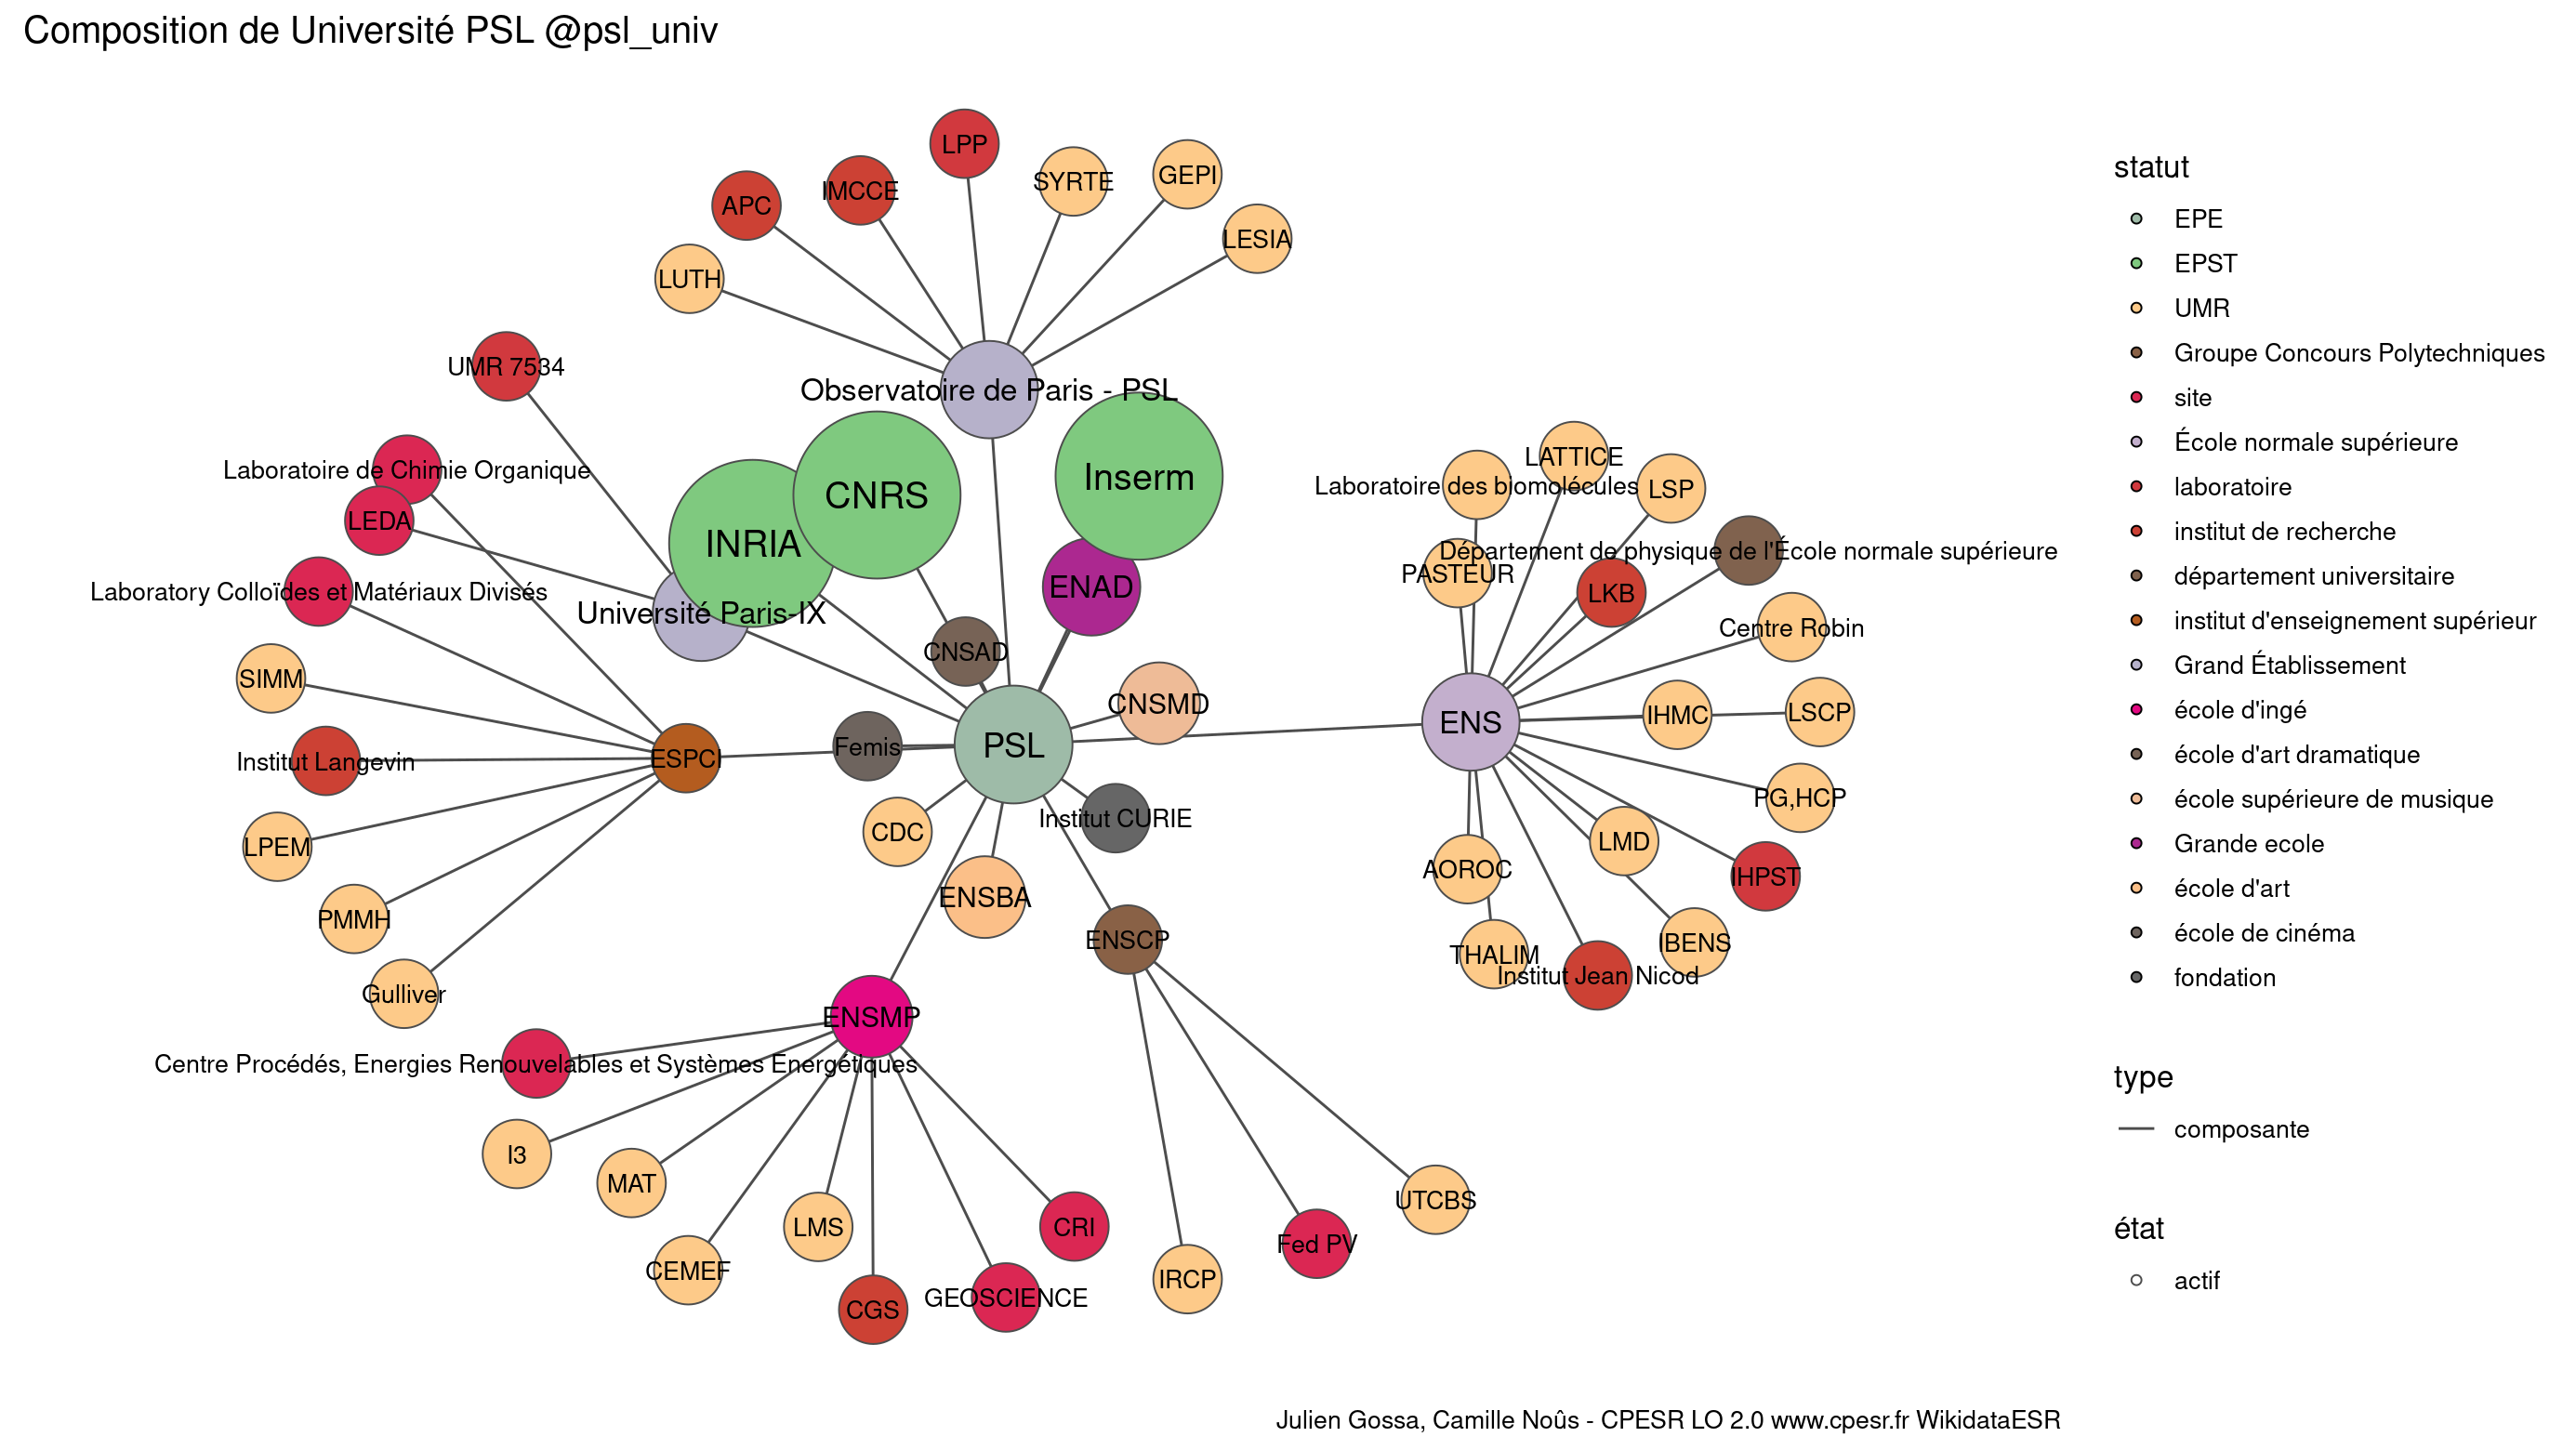 Composition de Université PSL @psl_univ
LPP
SYRTE
GEPI
IMCCE
APC
LESIA
LUTH
UMR 7534
Observatoire de Paris - PSL
LATTICE
Laboratoire de Chimie Organique
Inserm
Laboratoire des biomolécules
LSP
CNRS
LEDA
INRIA
Département de physique de l'École normale supérieure
PASTEUR
ENAD
Laboratory Colloïdes et Matériaux Divisés
LKB
Université Paris-IX
Centre Robin
CNSAD
SIMM
CNSMD
LSCP
IHMC
ENS
PSL
Femis
ESPCI
Institut Langevin
PG,HCP
Institut CURIE
CDC
LMD
LPEM
AOROC
IHPST
ENSBA
PMMH
ENSCP
IBENS
THALIM
Institut Jean Nicod
Gulliver
ENSMP
Centre Procédés, Energies Renouvelables et Systèmes Energétiques
I3
MAT
UTCBS
LMS
CRI
Fed PV
CEMEF
IRCP
GEOSCIENCE
CGS
statut
EPE
EPST
UMR
Groupe Concours Polytechniques
site
École normale supérieure
laboratoire
institut de recherche
département universitaire
institut d'enseignement supérieur
Grand Établissement
école d'ingé
école d'art dramatique
école supérieure de musique
Grande ecole
école d'art
école de cinéma
fondation
type
composante
état
actif
Julien Gossa, Camille Noûs - CPESR LO 2.0 www.cpesr.fr WikidataESR